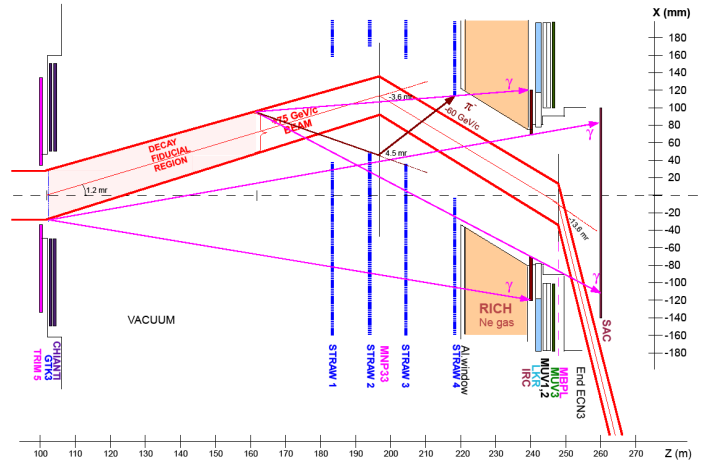 X (mm)
180
160
140
120
100
80
60
40
20
0
-20
-40
-60
-80
-100
-120
-140
-160
-180
γ
-3.6 mr
π-
-60 GeV/c
75 GeV/c
BEAM
γ
DECAY
FIDUCIAL
REGION
4.5 mr
1.2 mr
-13.6 mr
γ
γ
RICH
Ne gas
VACUUM
SAC
TRIM 5
GTK3
CHIANTI
STRAW 1
STRAW 2
MNP33
STRAW 3
STRAW 4
Al.window
IRC
LKR
MUV1,2
MUV3
MBPL
End ECN3
100
110
120
130
140
150
160
170
180
190
200
210
220
230
240
250
260
270
Z (m)